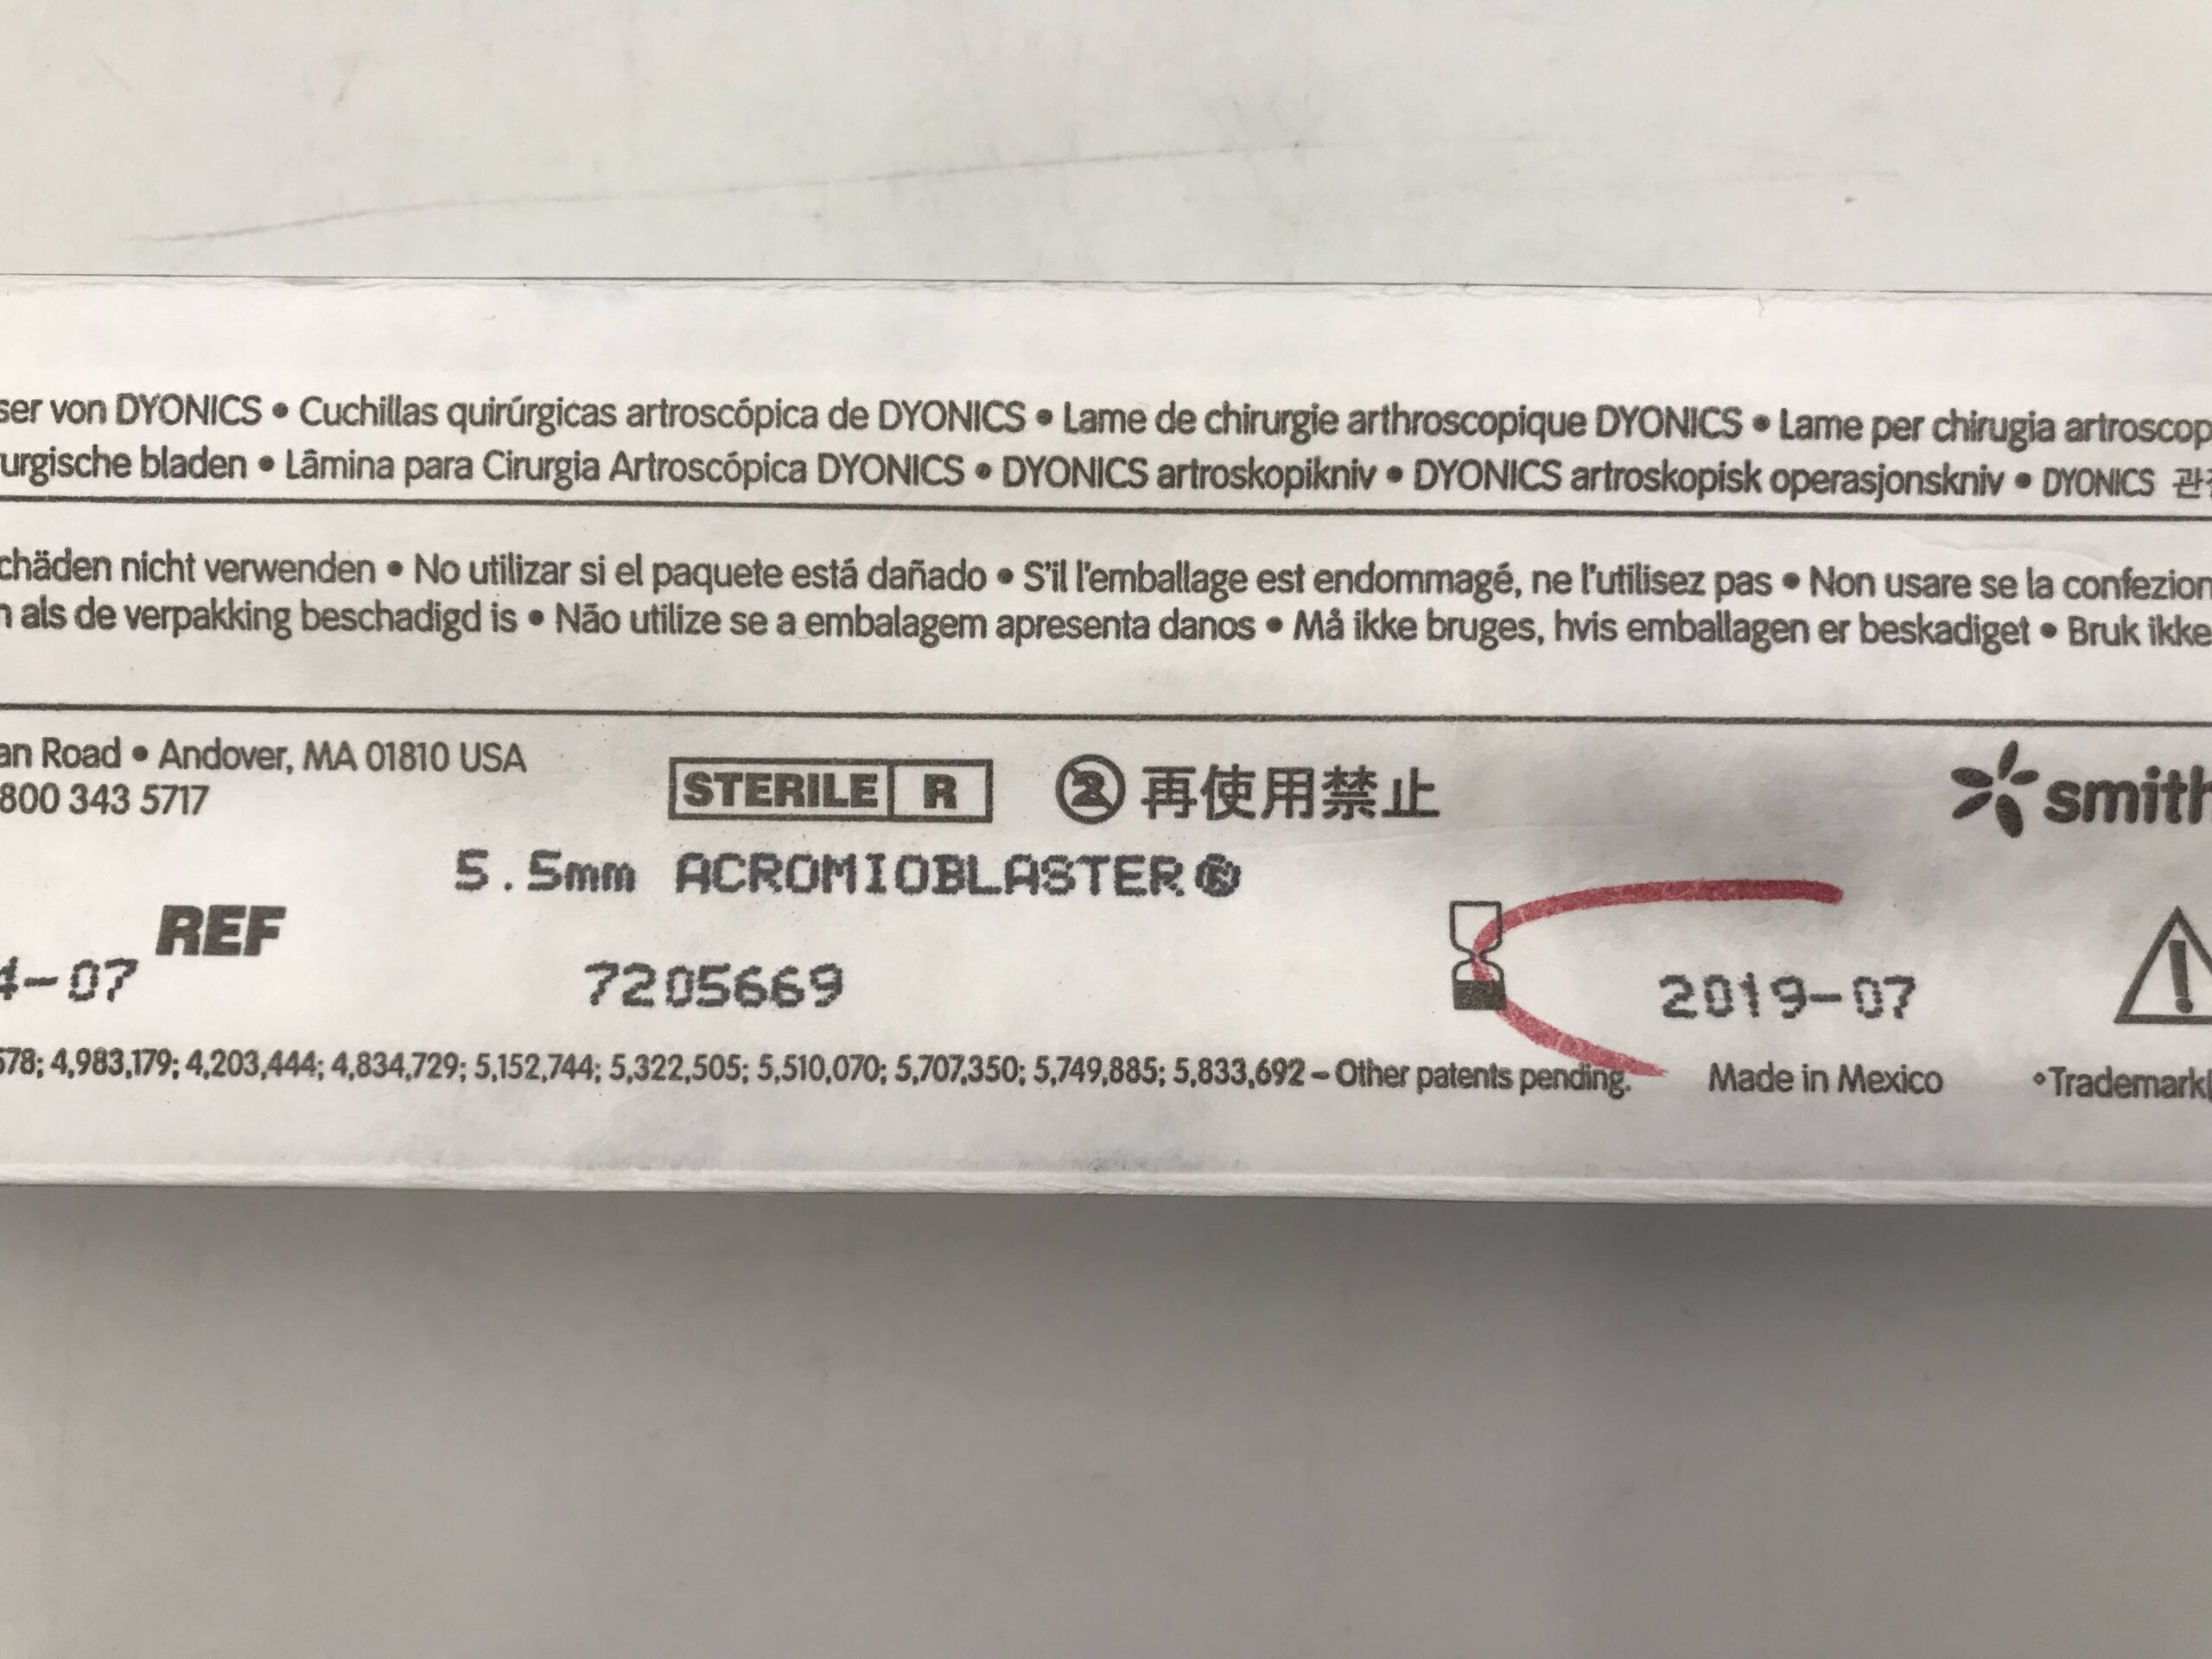 ser von DYONICS • Cuchillas quirúrgicas artroscópica de DYONICS • Lame de chirurgie arthroscopique DYONICS • Lame per chirugia artroscop
urgische bladen • Lâmina para Cirurgia Artroscópica DYONICS • DYONICS artroskopikniv • DYONICS artroskopisk operasjonskniv • DYONICS 관
chäden nicht verwenden • No utilizar si el paquete está dañado • S'il l'emballage est endommagé, ne l'utilisez pas • Non usare se la confezion
n als de verpakking beschadigd is • Não utilize se a embalagem apresenta danos • Må ikke bruges, hvis emballagen er beskadiget • Bruk ikke
an Road • Andover, MA 01810 USA
800 343 5717
STERILE R
2 再使用禁止
smith
5.5mm ACROMIOBLASTER®
REF
4-07
7205669
2019-07
578; 4,983,179; 4,203,444; 4,834,729; 5,152,744; 5,322,505; 5,510,070; 5,707,350; 5,749,885; 5,833,692 – Other patents pending.
Made in Mexico
◊Trademark